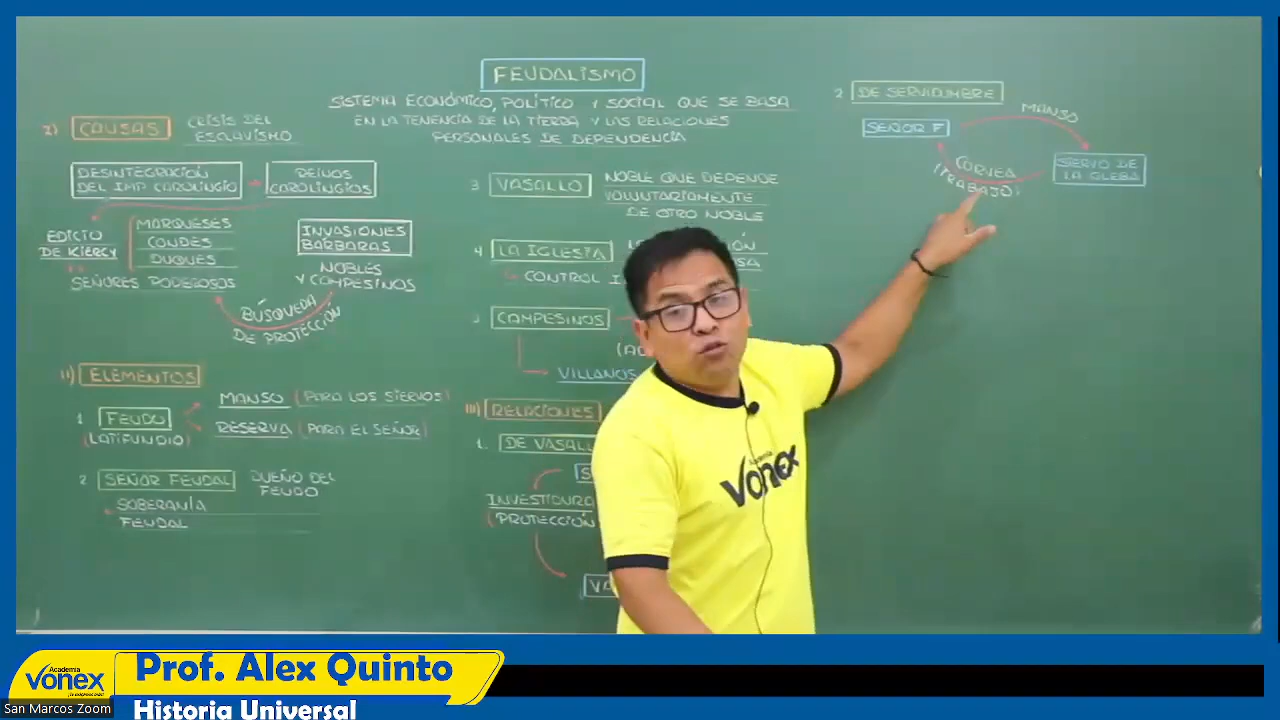 FEUDALISMO
SISTEMA ECONÓMICO, POLÍTICO Y SOCIAL QUE SE BASA
EN LA TENENCIA DE LA TIERRA Y LAS RELACIONES
PERSONALES DE DEPENDENCIA
I) CAUSAS
CRISIS DEL
ESCLAVISMO
DESINTEGRACIÓN
DEL IMP CAROLINGIO
REINOS
CAROLINGIOS
EDICTO
DE KIERCY
MARQUESES
CONDES
DUQUES
SEÑORES PODEROSOS
INVASIONES
BÁRBARAS
NOBLES
Y CAMPESINOS
BÚSQUEDA
DE PROTECCIÓN
II) ELEMENTOS
1 FEUDO
(LATIFUNDIO)
MANSO (PARA LOS SIERVOS)
RESERVA (PARA EL SEÑOR)
2 SEÑOR FEUDAL
DUEÑO DEL
FEUDO
SOBERANÍA
FEUDAL
3 VASALLO
NOBLE QUE DEPENDE
VOLUNTARIAMENTE
DE OTRO NOBLE
4 LA IGLESIA
CONTROL
CAMPESINOS
VILLANOS
III) RELACIONES
1. DE VASALL
INVESTIDURA
(PROTECCIÓN
VA
2 DE SERVIDUMBRE
SEÑOR F
MANSO
CORVEA
(TRABAJO)
SIERVO DE
LA GLEBA
Academia
Vonex
Academia
vonex
Prof. Alex Quinto
Historia Universal
San Marcos Zoom